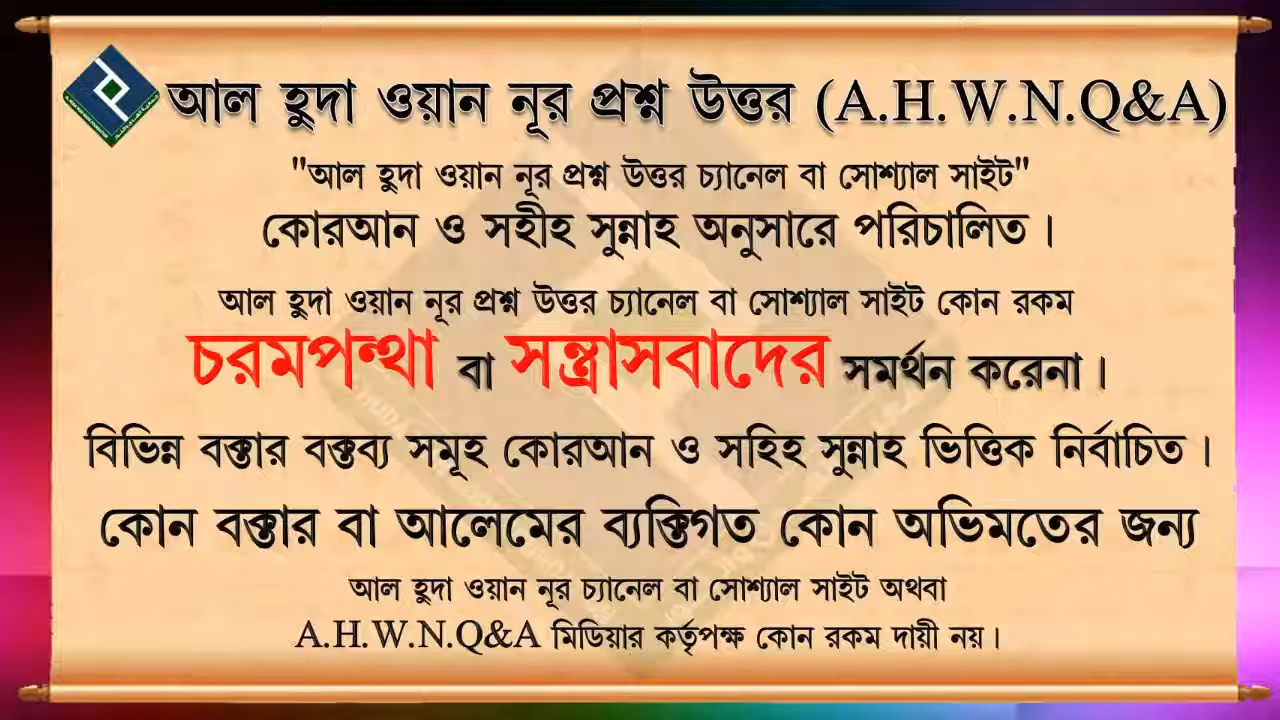 আল হুদা ওয়ান নূর প্রশ্ন উত্তর (A.H.W.N.Q&A)
"আল হুদা ওয়ান নূর প্রশ্ন উত্তর চ্যানেল বা সোশ্যাল সাইট"
কোরআন ও সহীহ সুন্নাহ অনুসারে পরিচালিত।
আল হুদা ওয়ান নূর প্রশ্ন উত্তর চ্যানেল বা সোশ্যাল সাইট কোন রকম
চরমপন্থা বা সন্ত্রাসবাদের সমর্থন করেনা।
বিভিন্ন বক্তার বক্তব্য সমূহ কোরআন ও সহিহ সুন্নাহ ভিত্তিক নির্বাচিত।
কোন বক্তার বা আলেমের ব্যক্তিগত কোন অভিমতের জন্য
আল হুদা ওয়ান নূর চ্যানেল বা সোশ্যাল সাইট অথবা
A.H.W.N.Q&A মিডিয়ার কর্তৃপক্ষ কোন রকম দায়ী নয়।